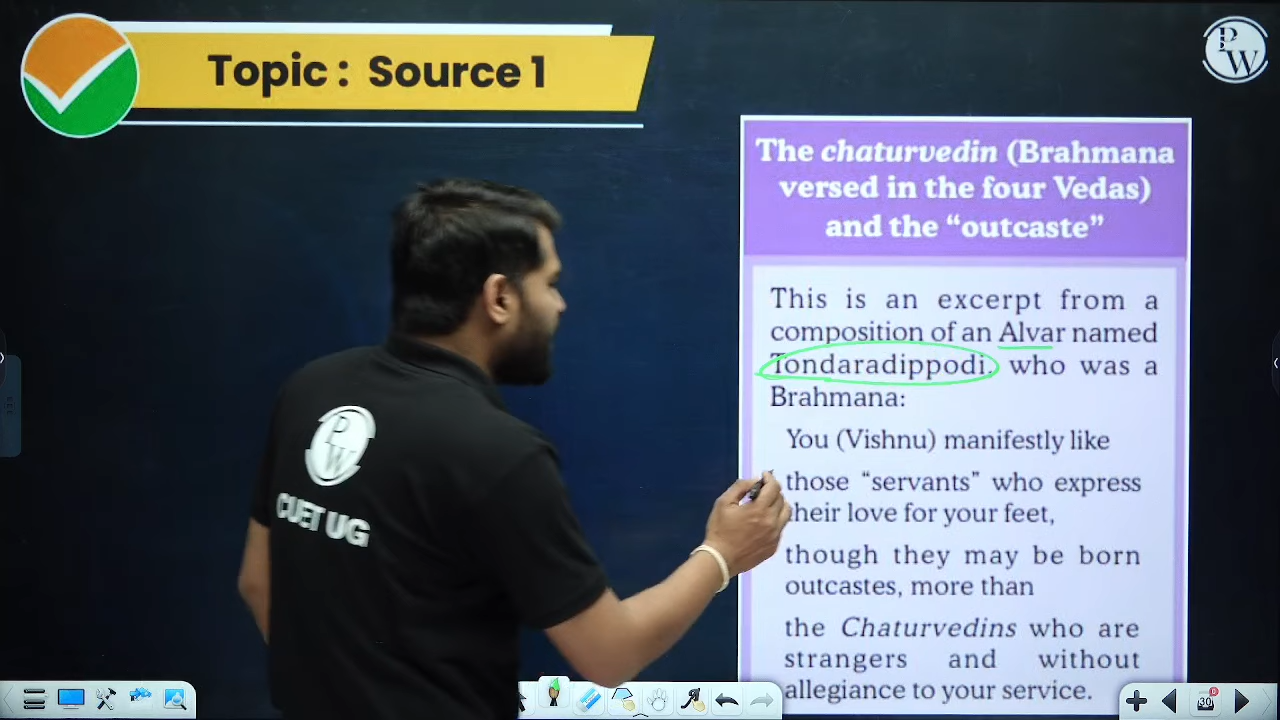 Topic : Source 1
P
W
The chaturvedin (Brahmana
versed in the four Vedas)
and the “outcaste”
This is an excerpt from a
composition of an Alvar named
Tondaradippodi. who was a
Brahmana:
You (Vishnu) manifestly like
those “servants” who express
their love for your feet,
though they may be born
outcastes, more than
the Chaturvedins who are
strangers and without
allegiance to your service.
P
W
CUET UG
30